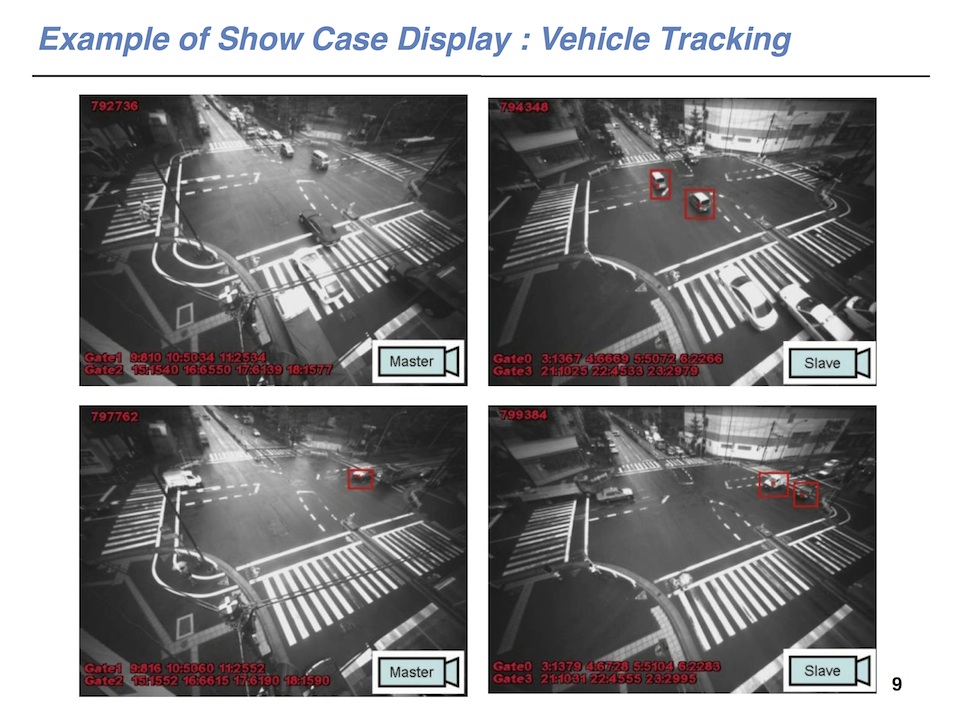 Example of Show Case Display : Vehicle Tracking
792736
Gate1 9:810 10:5034 11:2534
Gate2 15:1540 16:6550 17:6139 18:1577
Master
794348
Gate0 3:1367 4:6669 5:5072 6:2266
Gate3 21:1025 22:4533 23:2979
Slave
797762
Gate1 9:816 10:5060 11:2552
Gate2 15:1552 16:6615 17:6190 18:1590
Master
799384
Gate0 3:1379 4:6728 5:5104 6:2283
Gate3 21:1031 22:4555 23:2995
Slave
9